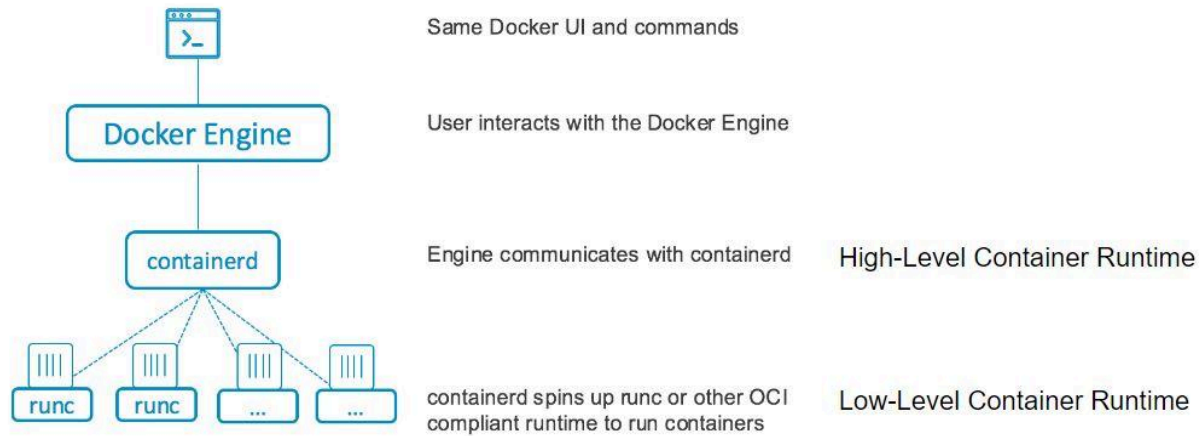 Same Docker UI and commands
Docker Engine
User interacts with the Docker Engine
containerd
Engine communicates with containerd
High-Level Container Runtime
runc
runc
...
...
containerd spins up runc or other OCI
compliant runtime to run containers
Low-Level Container Runtime